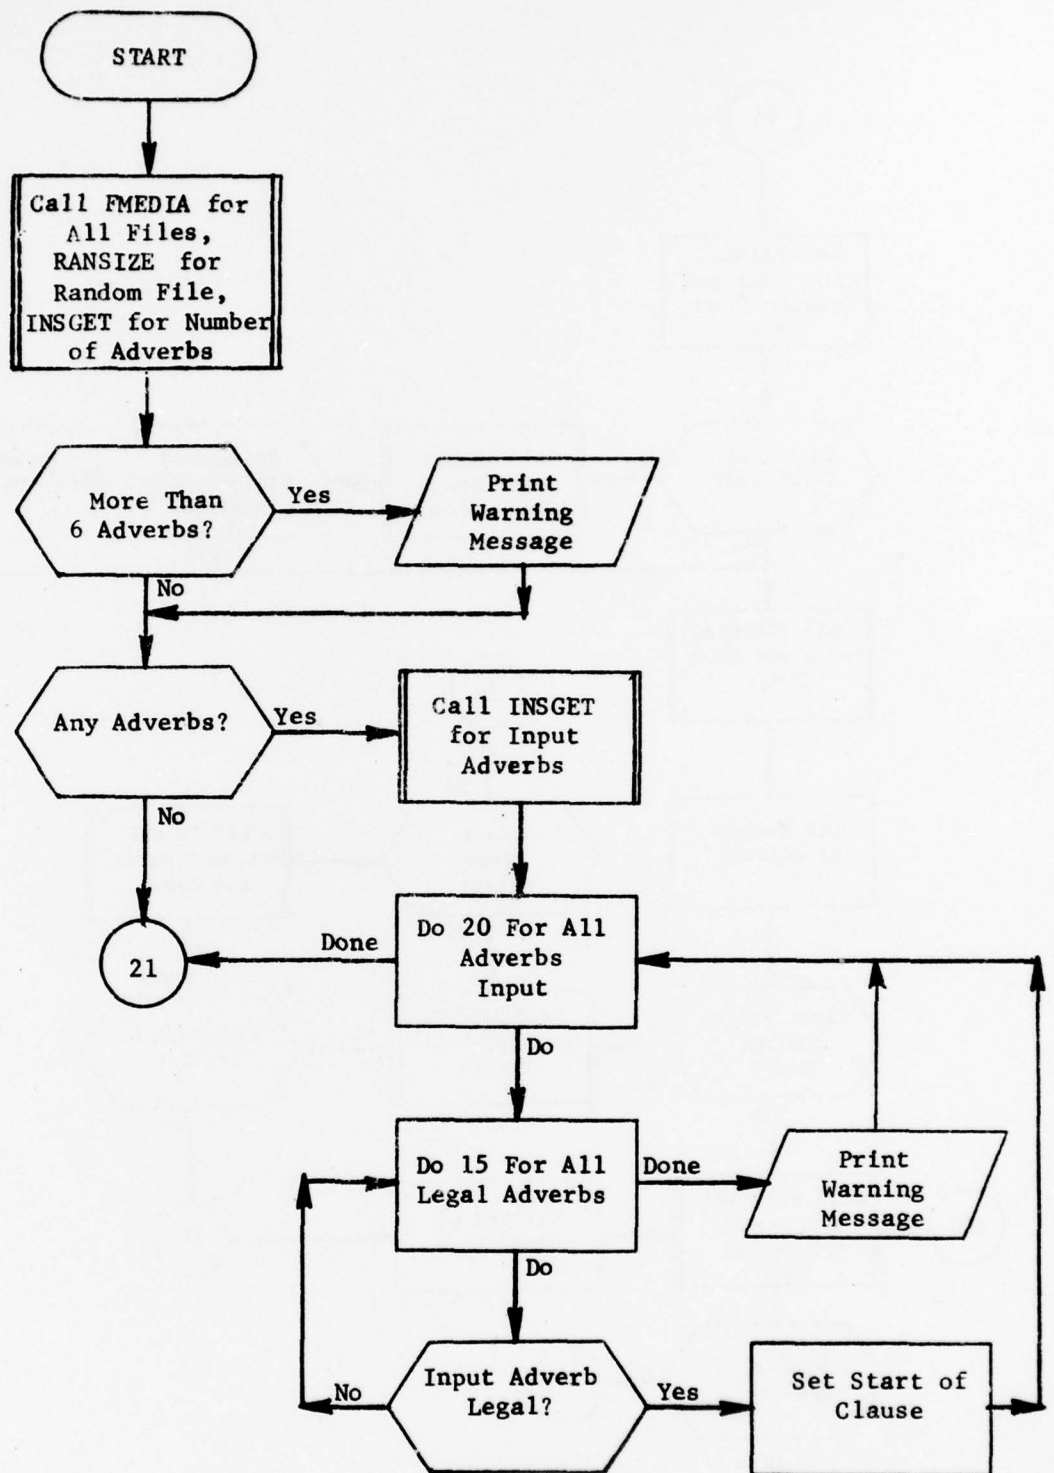 START
Call FMEDIA for
All Files,
RANSIZE for
Random File,
INSGET for Number
of Adverbs
More Than
6 Adverbs?
Yes
Print
Warning
Message
No
Any Adverbs?
Yes
Call INSGET
for Input
Adverbs
No
21
Done
Do 20 For All
Adverbs
Input
Do
Do 15 For All
Legal Adverbs
Done
Print
Warning
Message
Do
Input Adverb
Legal?
No
Yes
Set Start of
Clause